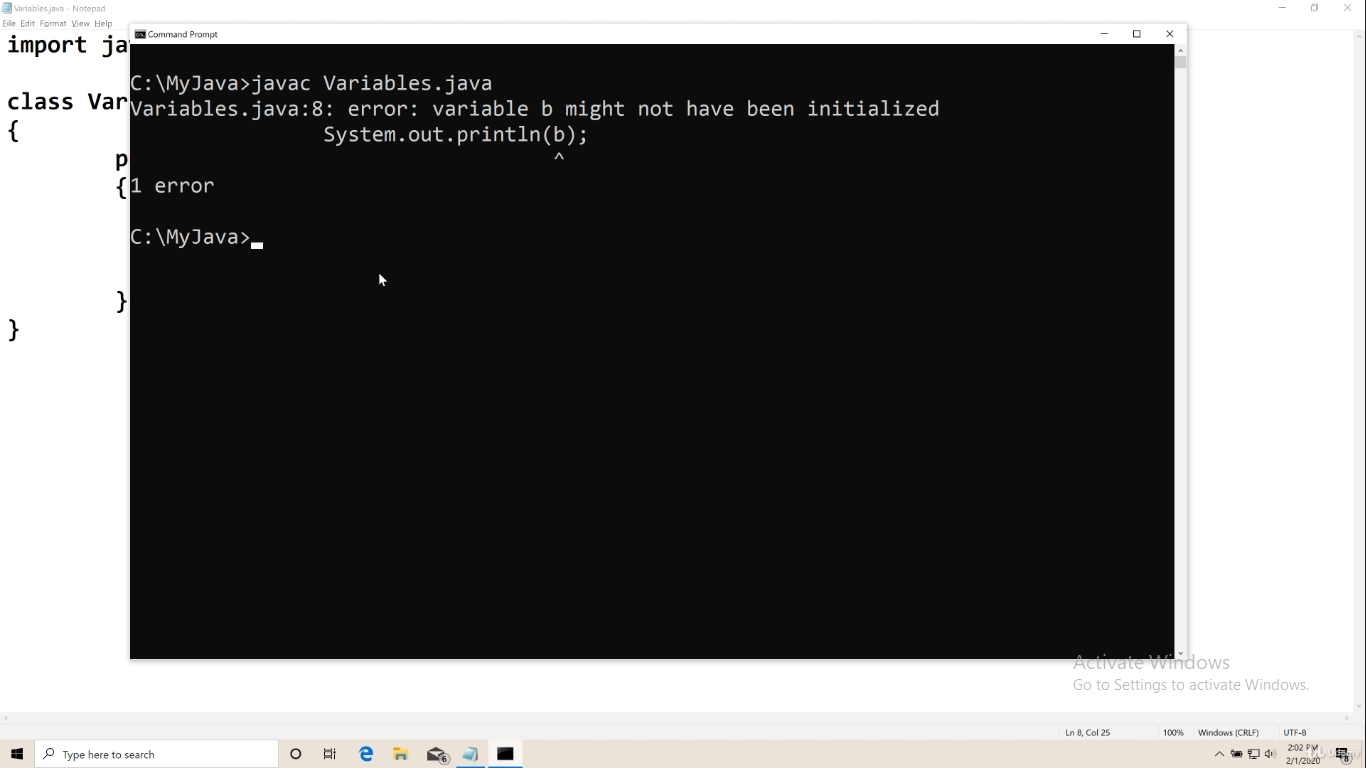 Variables.java - Notepad
File Edit Format View Help
import ja
class Var
{
p
{
}
}
Command Prompt
C:\MyJava>javac Variables.java
Variables.java:8: error: variable b might not have been initialized
System.out.println(b);
^
1 error
C:\MyJava>
Activate Windows
Go to Settings to activate Windows.
Ln 8, Col 25
100%
Windows (CRLF)
UTF-8
Type here to search
6
2:02 PM
2/1/2020
8